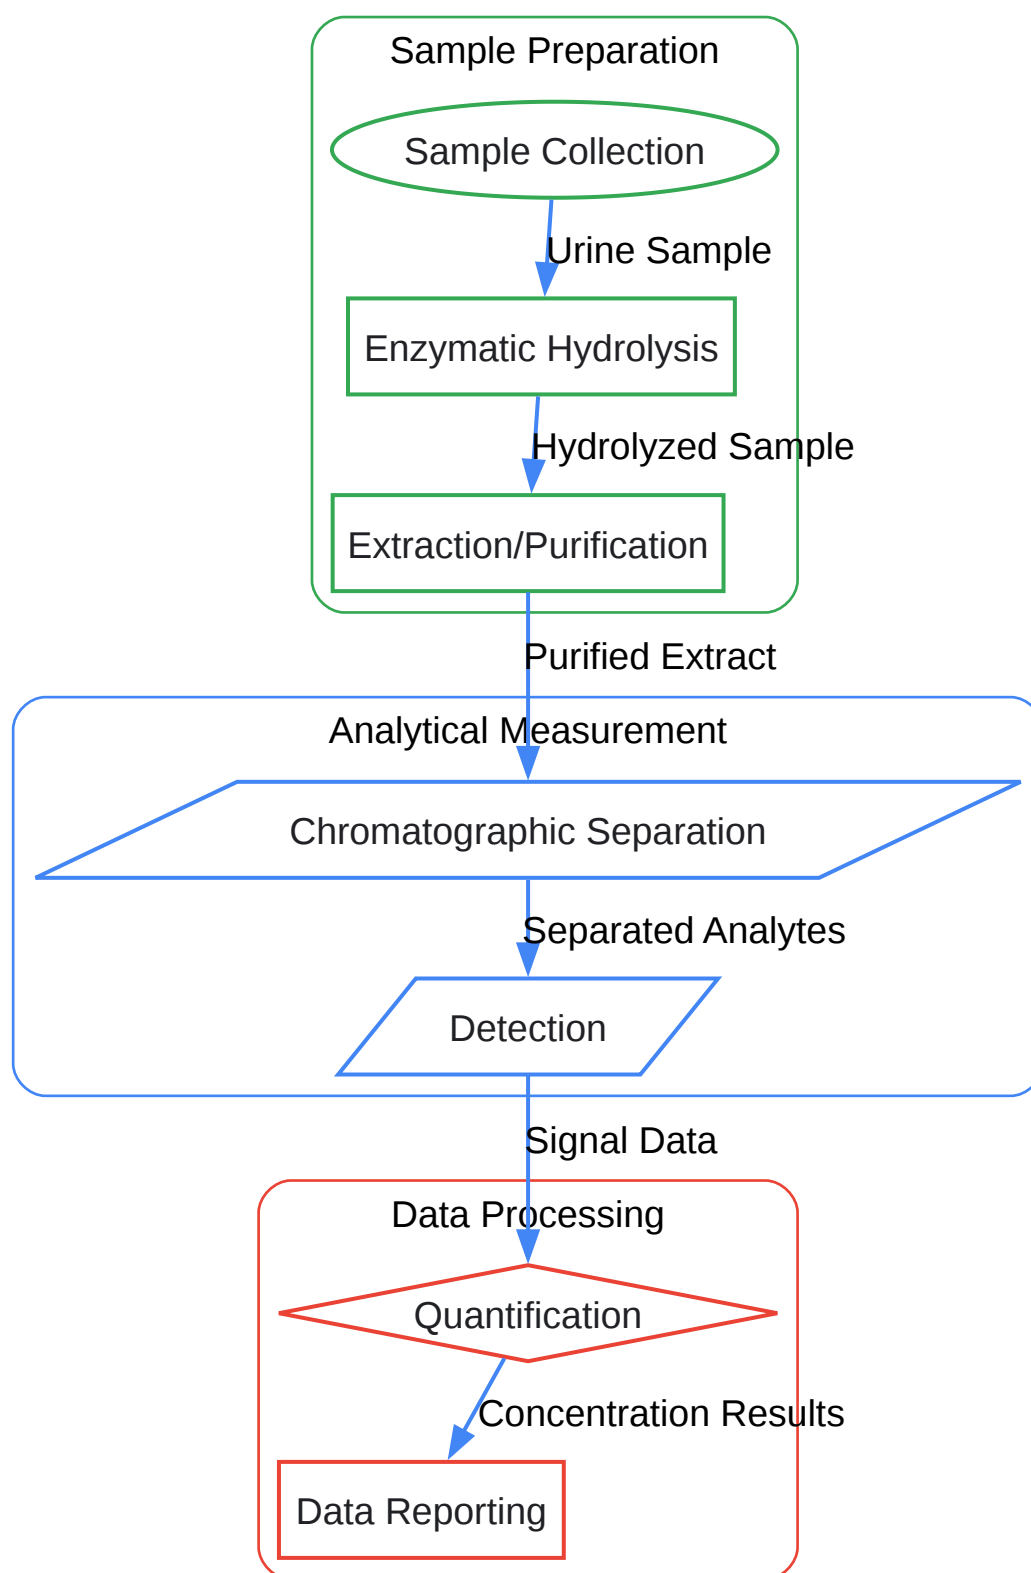 Sample Preparation
Sample Collection
Urine Sample
Enzymatic Hydrolysis
Hydrolyzed Sample
Extraction/Purification
Purified Extract
Analytical Measurement
Chromatographic Separation
Separated Analytes
Detection
Signal Data
Data Processing
Quantification
Concentration Results
Data Reporting